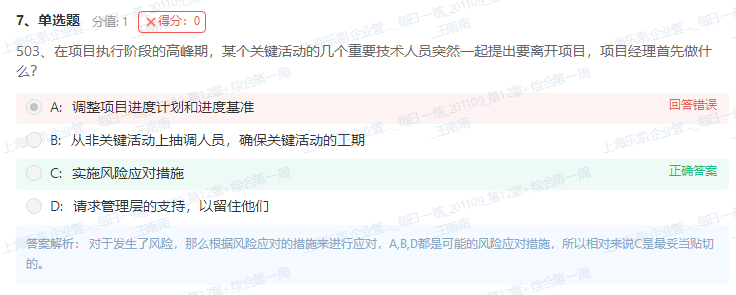 7、单选题 分值: 1 得分：0
503、在项目执行阶段的高峰期，某个关键活动的几个重要技术人员突然一起提出要离开项目，项目经理首先做什
么?
A: 调整项目进度计划和进度基准 回答错误
B: 从非关键活动上抽调人员，确保关键活动的工期
C: 实施风险应对措施 正确答案
D: 请求管理层的支持，以留住他们
答案解析: 对于发生了风险，那么根据风险应对的措施来进行应对，A,B,D都是可能的风险应对措施，所以相对来说C是最妥当贴切
的。